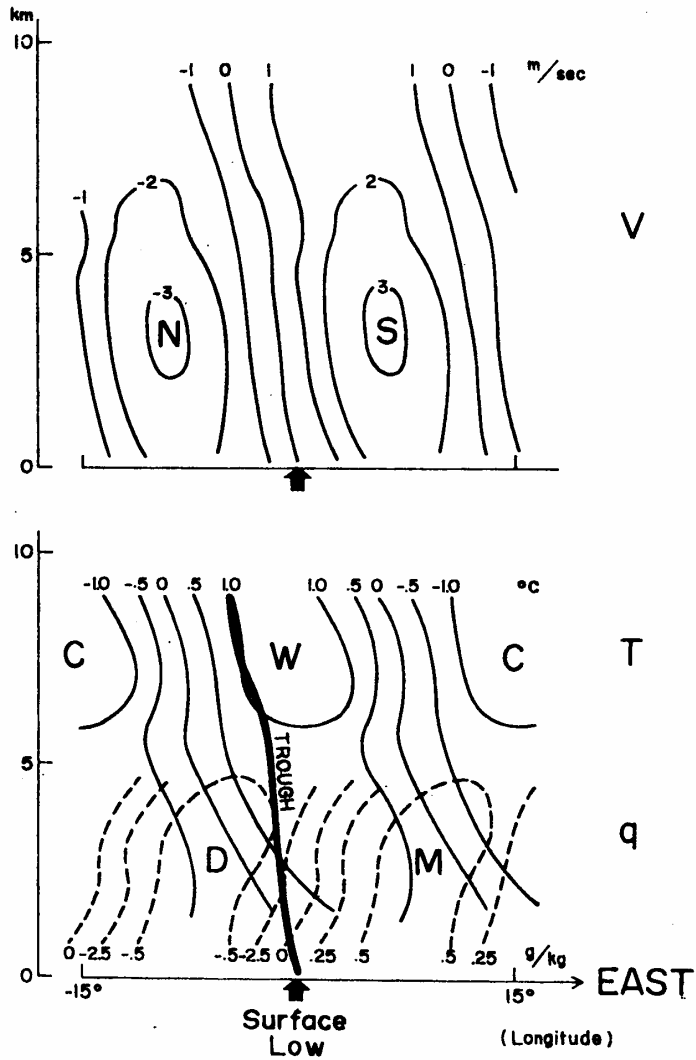 km
10
-1 0 1
1 0 -1 m/sec
-2
2
-1
V
5
-3
3
N
S
0
10
-1.0 -.5 0 .5 1.0
1.0 .5 0 -.5 -1.0
°C
C
W
C
T
5
TROUGH
D
M
q
0 -2.5 -.5
-.5 -2.5 0 .25 .5
.5 .25 g/kg
0
EAST
-15°
15°
Surface
Low
(Longitude)